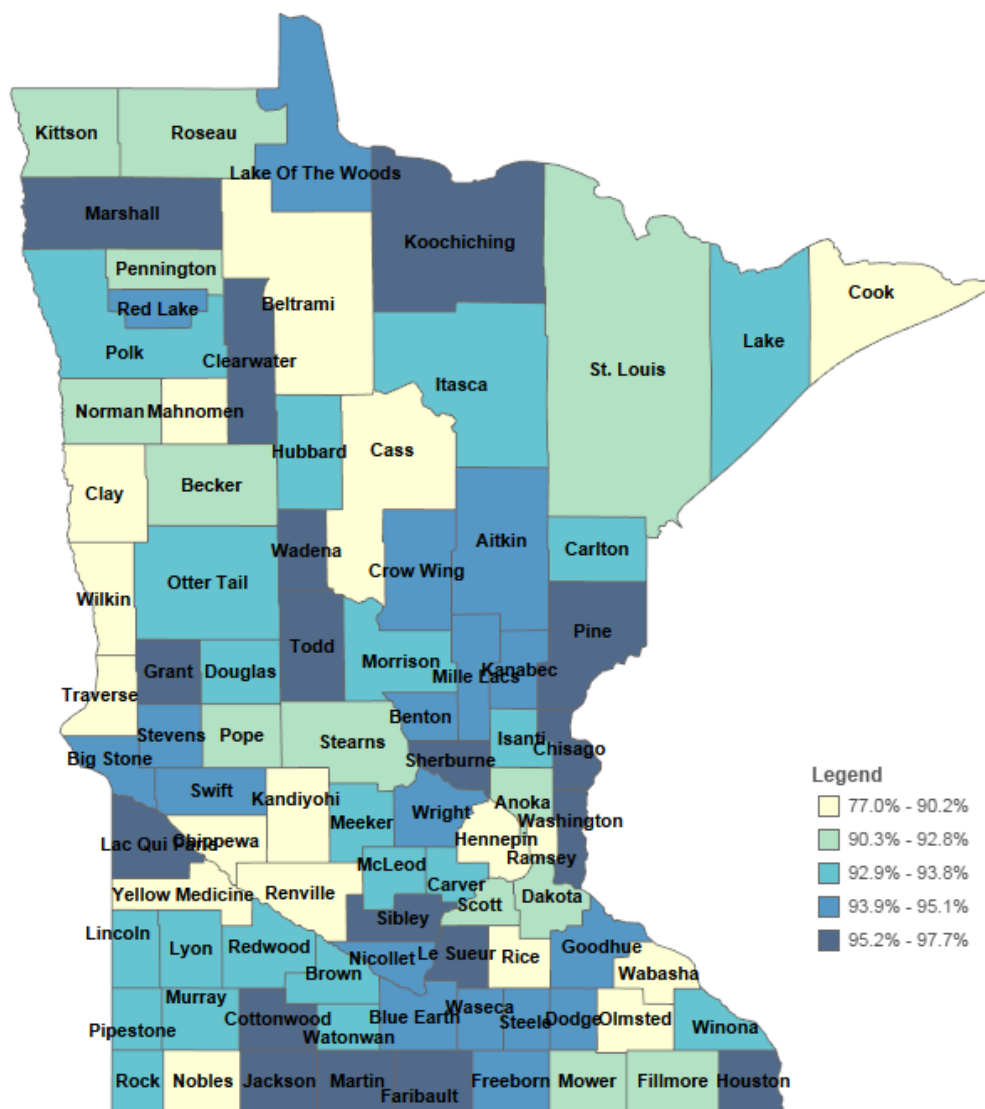 Kittson
Roseau
Lake Of The Woods
Marshall
Koochiching
Pennington
Beltrami
Cook
Red Lake
Lake
Polk
Clearwater
St. Louis
Itasca
Norman
Mahnomen
Hubbard
Cass
Clay
Becker
Aitkin
Wadena
Carlton
Crow Wing
Otter Tail
Wilkin
Pine
Todd
Morrison
Grant
Douglas
Kanabec
Mille Lacs
Traverse
Benton
Stevens
Pope
Stearns
Isanti
Chisago
Big Stone
Sherburne
Legend
Swift
Kandiyohi
Anoka
77.0% - 90.2%
Wright
Washington
Meeker
90.3% - 92.8%
Lac Qui Parle
Chippewa
Hennepin
Ramsey
92.9% - 93.8%
McLeod
Carver
Yellow Medicine
Renville
Dakota
93.9% - 95.1%
Scott
Sibley
95.2% - 97.7%
Lincoln
Lyon
Redwood
Nicollet
Le Sueur
Rice
Goodhue
Brown
Wabasha
Murray
Waseca
Pipestone
Cottonwood
Blue Earth
Steele
Dodge
Olmsted
Watonwan
Winona
Rock
Nobles
Jackson
Martin
Faribault
Freeborn
Mower
Fillmore
Houston